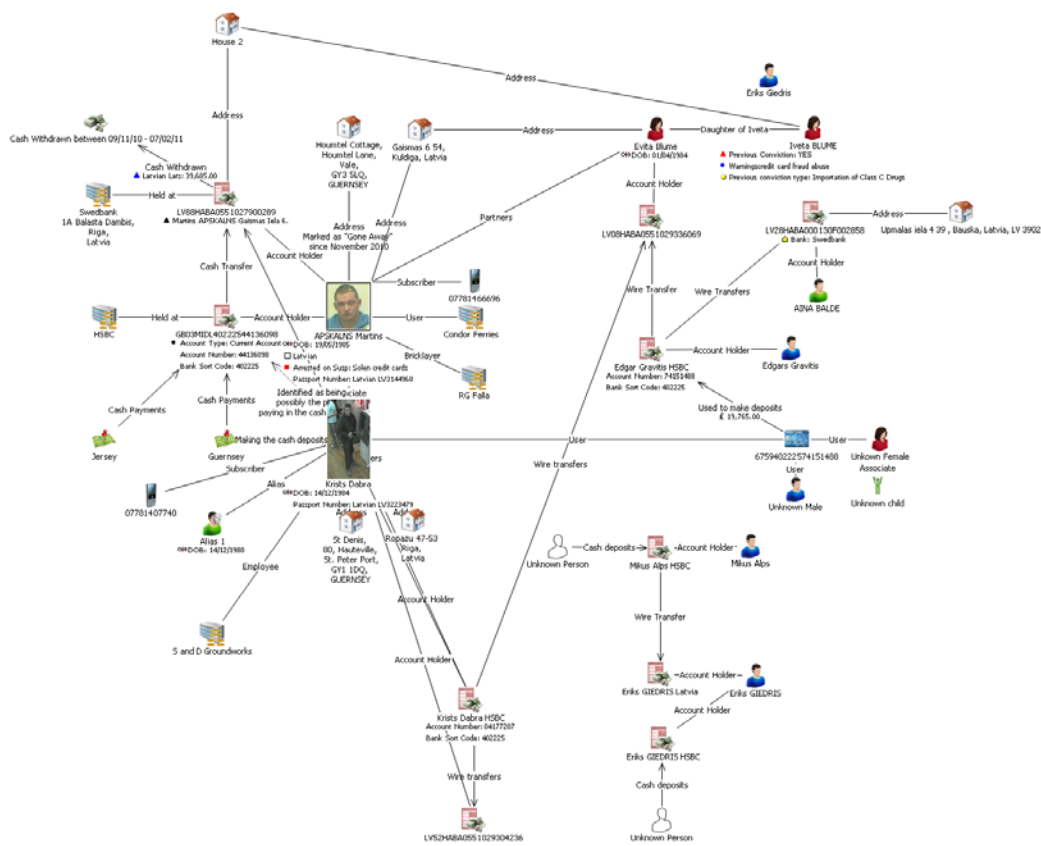 House 2
Address
Address
Eriks Giedris
Cash Withdrawn between 09/11/10 - 07/02/11
Hountel Cottage,
Hountel Lane,
Vale,
GY3 5LQ,
GUERNSEY
Gaismas 6 54,
Kuldiga, Latvia
Address
Evita Blume
DOB: 01/04/1984
Daughter of Iveta
Iveta BLUME
Previous Conviction: YES
Warningscredit card fraud abuse
Previous conviction type: Importation of Class C Drugs
Cash Withdrawn
Latvian Lats: 39,685.00
Held at
Swedbank
1A Balasta Dambis,
Riga,
Latvia
LV88HABA0551027900289
Martins APSKALNS Gaismas Iela 6.
Address
Marked as "Gone Away"
since November 2010
Address
Partners
Account Holder
LV08HABA0551029336069
LV28HABA000130F002858
Bank: Swedbank
Address
Upmalas iela 4 39 , Bauska, Latvia, LV 3902
Account Holder
AINA BALDE
Cash Transfer
Account Holder
Subscriber
07781466696
Wire Transfer
Wire Transfers
HSBC
Held at
GB03MIDL40222544136098
Account Type: Current Account
Account Number: 44136098
Bank Sort Code: 402225
Account Holder
APSKALNS Martins
DOB: 19/05/1985
Latvian
Arrested on Susp: Solen credit cards
Passport Number: Latvian LV3144968
User
Condor Ferries
Bricklayer
RG Falla
Edgar Gravitis HSBC
Account Number: 74151488
Bank Sort Code: 402225
Account Holder
Edgars Gravitis
Identified as being
possibly the
paying in the cash
Cash Payments
Cash Payments
Jersey
Guernsey
Making the cash deposits
Used to make deposits
£ 19,765.00
User
675940222574151488
User
User
Unkown Female
Associate
Unknown Male
Unknown child
Subscriber
07781407740
Alias
Alias 1
DOB: 14/12/1980
Krists Dabra
DOB: 14/12/1984
Passport Number: Latvian LV3223479
Wire transfers
Employee
S and D Groundworks
St Denis,
80, Hauteville,
St. Peter Port,
GY1 1DQ,
GUERNSEY
Ropazu 47-53
Riga,
Latvia
Unknown Person
Cash deposits
Mikus Alps HSBC
Account Holder
Mikus Alps
Account Holder
Wire Transfer
Account Holder
Eriks GIEDRIS Latvia
Account Holder
Eriks GIEDRIS
Krists Dabra HSBC
Account Number: 04177287
Bank Sort Code: 402225
Account Holder
Eriks GIEDRIS HSBC
Wire transfers
Cash deposits
LV52HABA0551029304236
Unknown Person